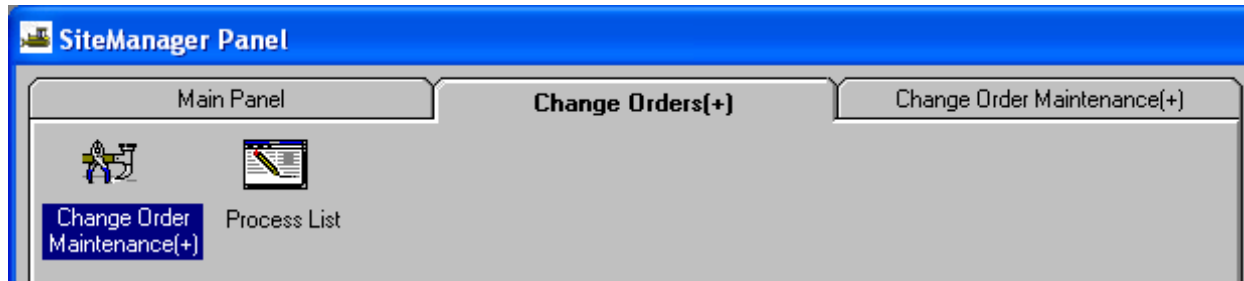 SiteManager Panel
Main Panel
Change Orders(+)
Change Order Maintenance(+)
Change Order
Maintenance(+)
Process List